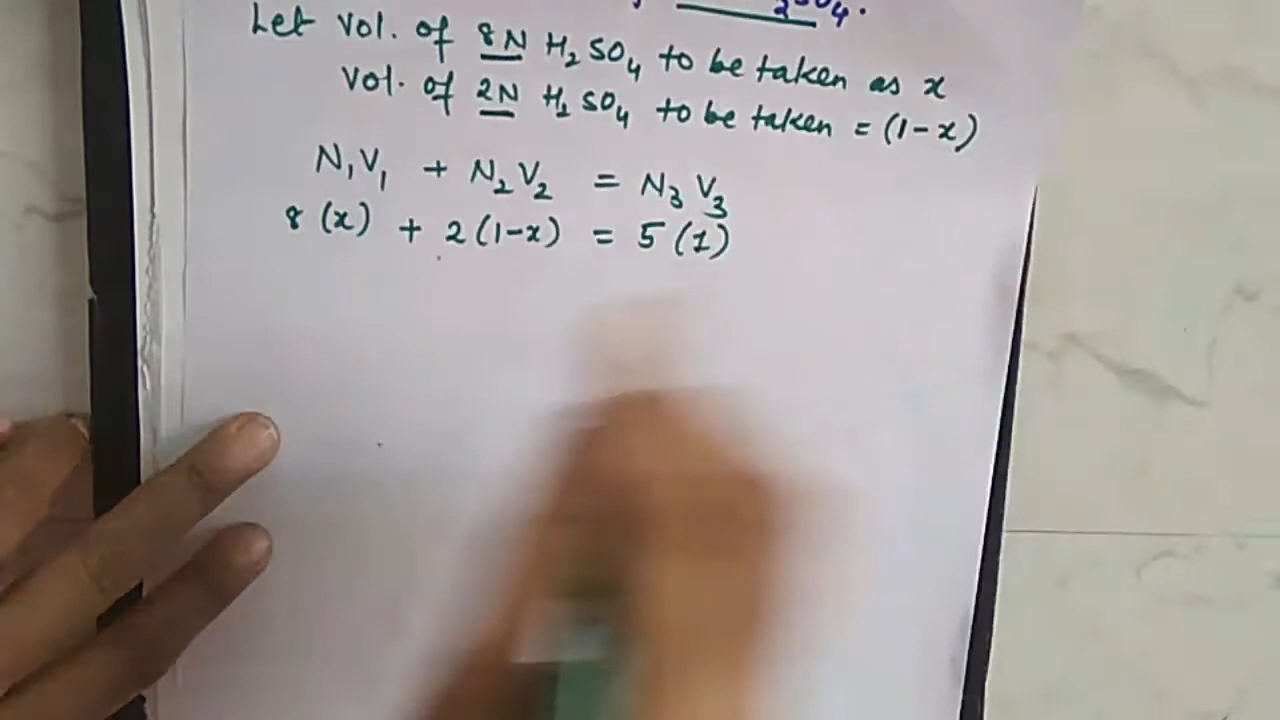 2SO4.
Let Vol. of 8N H2SO4 to be taken as x
Vol. of 2N H2SO4 to be taken = (1-x)
N1V1 + N2V2 = N3V3
8(x) + 2(1-x) = 5(1)